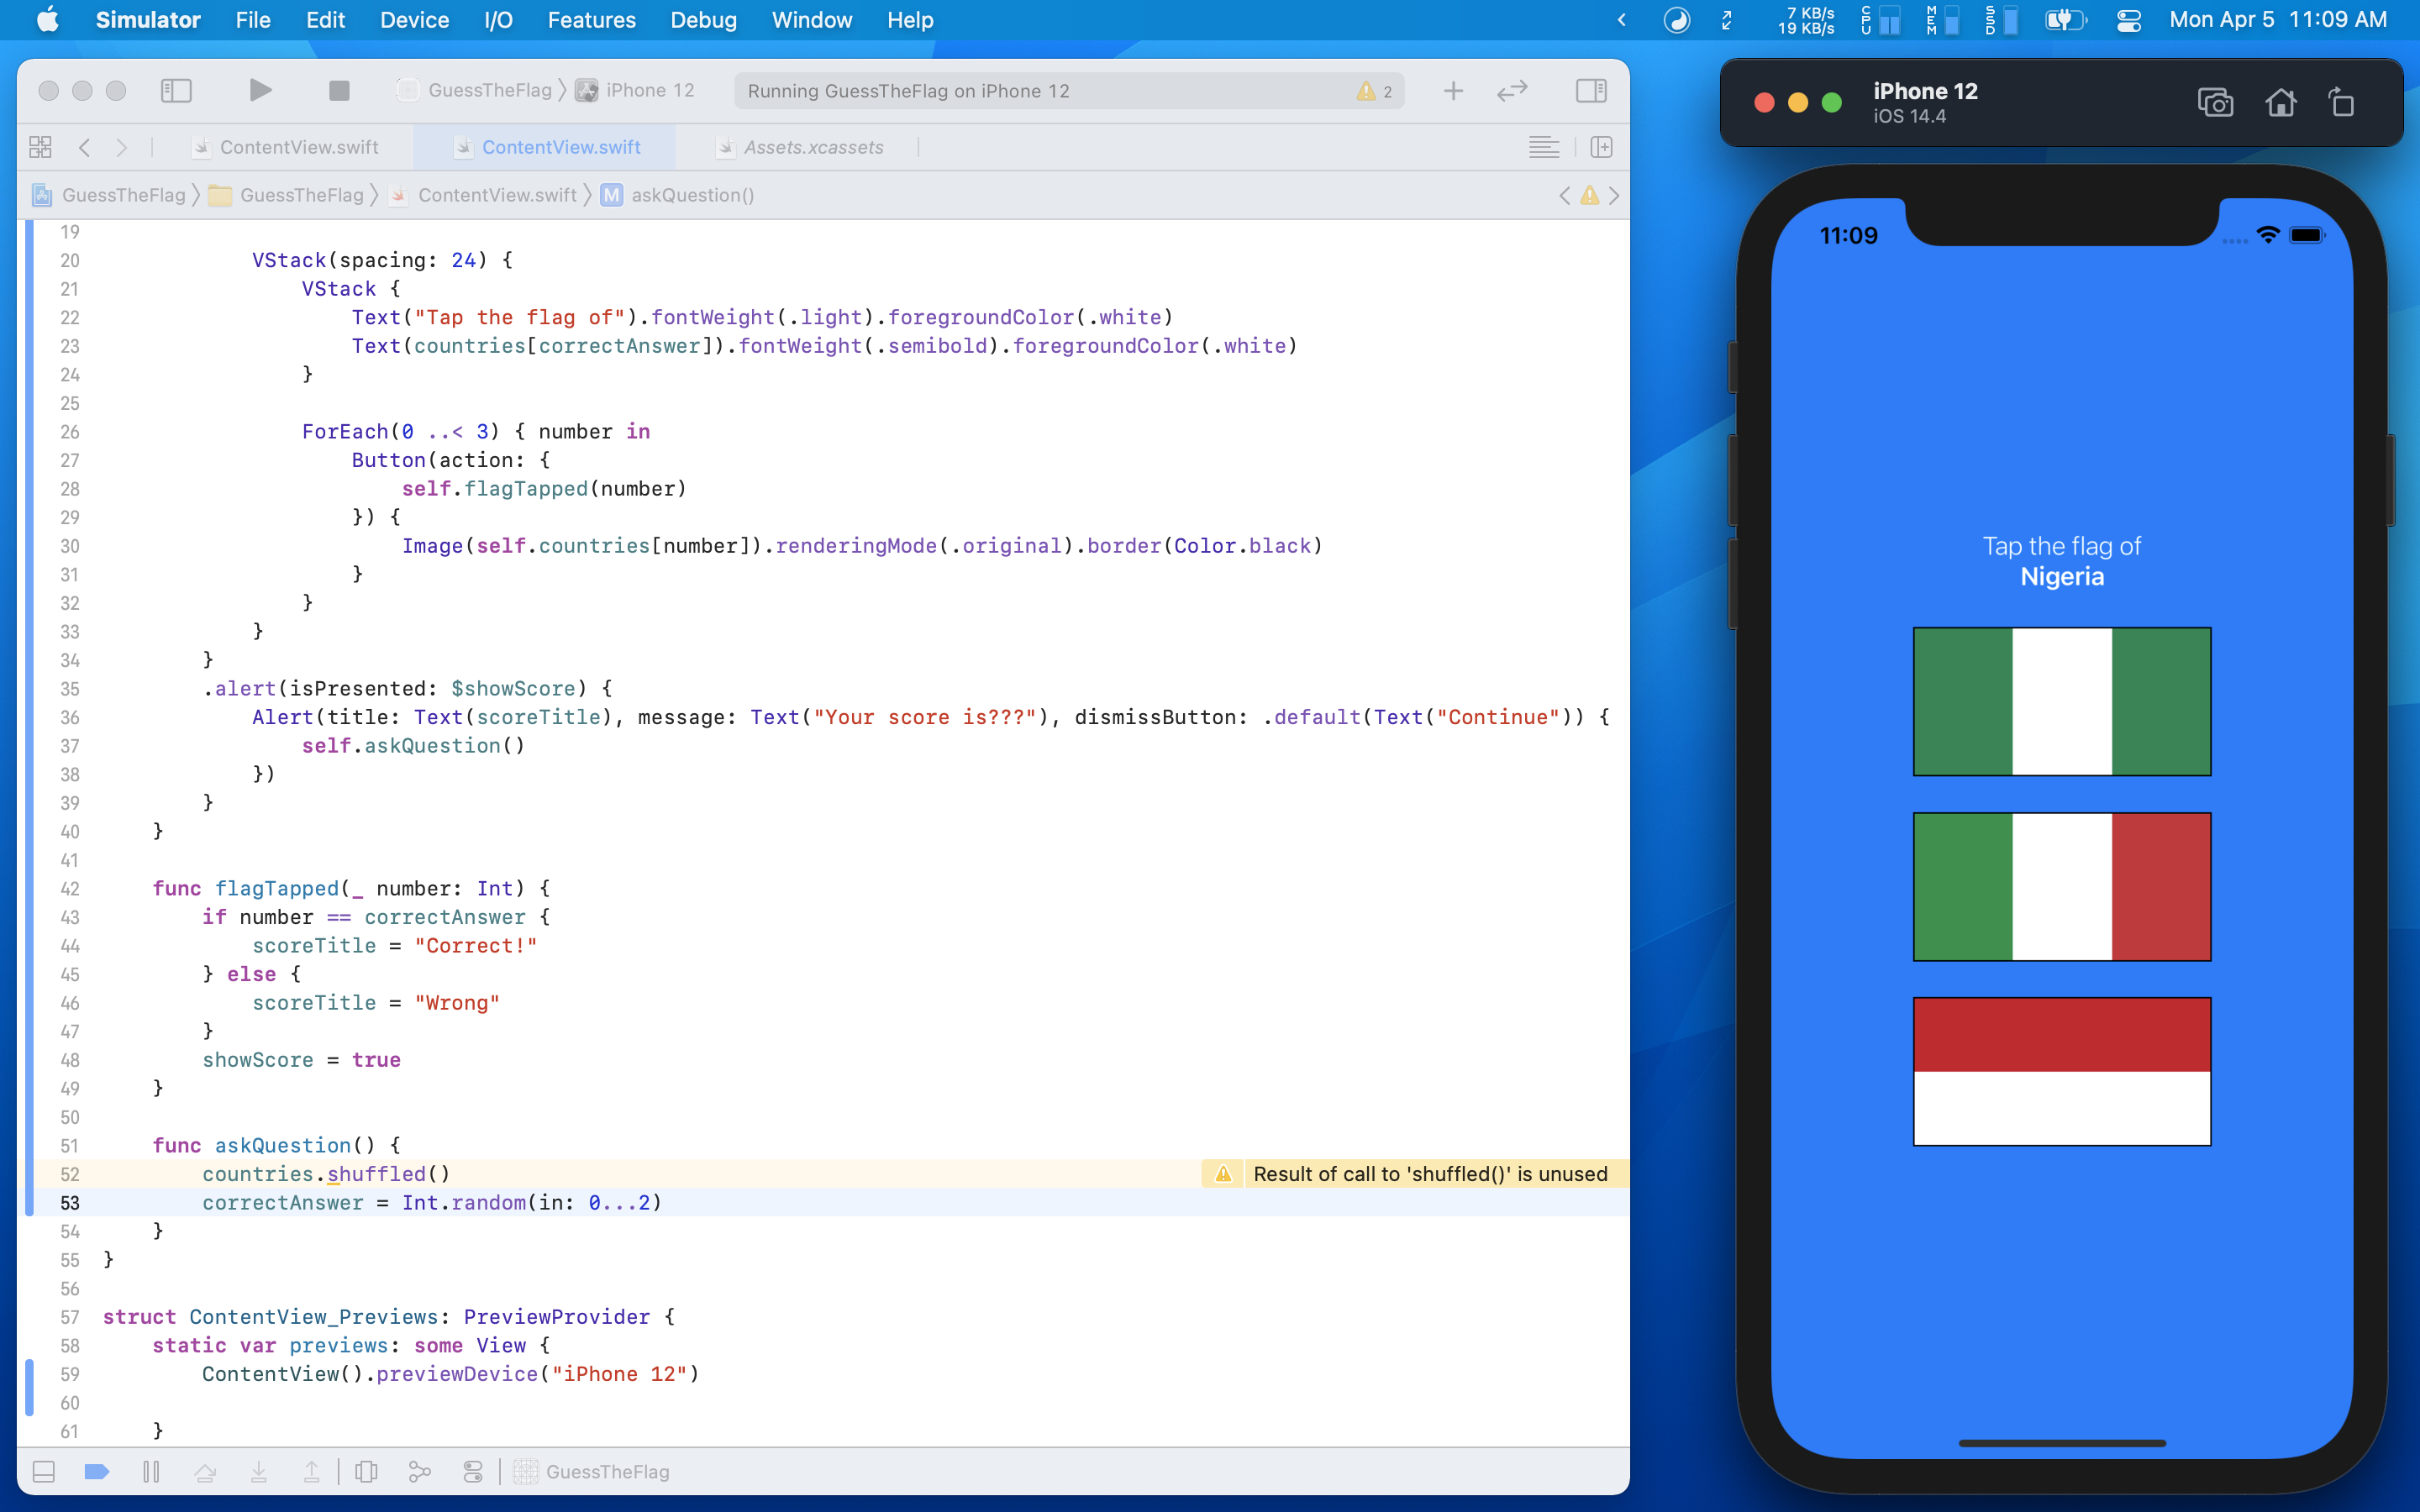 Simulator File Edit Device I/O Features Debug Window Help
7 KB/s
19 KB/s
CPU MEM SSD Mon Apr 5 11:09 AM
GuessTheFlag iPhone 12 Running GuessTheFlag on iPhone 12 2
ContentView.swift ContentView.swift Assets.xcassets
GuessTheFlag GuessTheFlag ContentView.swift M askQuestion()
19
20 VStack(spacing: 24) {
21 VStack {
22 Text("Tap the flag of").fontWeight(.light).foregroundColor(.white)
23 Text(countries[correctAnswer]).fontWeight(.semibold).foregroundColor(.white)
24 }
25
26 ForEach(0 ..< 3) { number in
27 Button(action: {
28 self.flagTapped(number)
29 }) {
30 Image(self.countries[number]).renderingMode(.original).border(Color.black)
31 }
32 }
33 }
34 }
35 .alert(isPresented: $showScore) {
36 Alert(title: Text(scoreTitle), message: Text("Your score is???"), dismissButton: .default(Text("Continue")) {
37 self.askQuestion()
38 })
39 }
40 }
41
42 func flagTapped(_ number: Int) {
43 if number == correctAnswer {
44 scoreTitle = "Correct!"
45 } else {
46 scoreTitle = "Wrong"
47 }
48 showScore = true
49 }
50
51 func askQuestion() {
52 countries.shuffled() Result of call to 'shuffled()' is unused
53 correctAnswer = Int.random(in: 0...2)
54 }
55 }
56
57 struct ContentView_Previews: PreviewProvider {
58 static var previews: some View {
59 ContentView().previewDevice("iPhone 12")
60
61 }
GuessTheFlag
iPhone 12
iOS 14.4
11:09
Tap the flag of
Nigeria